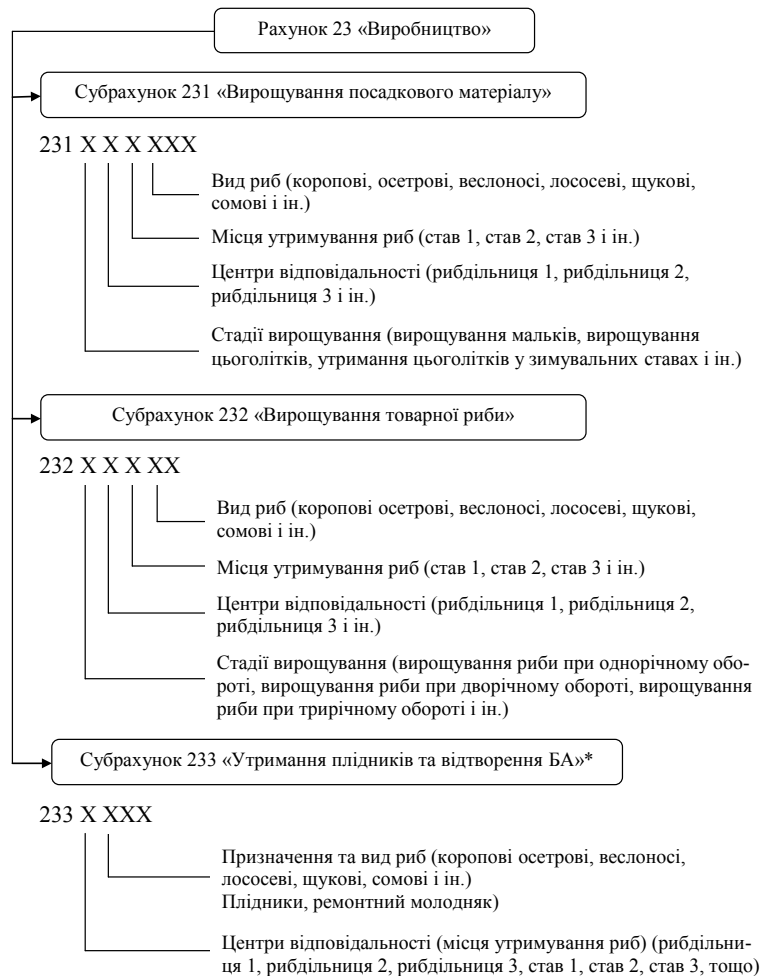 Рахунок 23 «Виробництво»
Субрахунок 231 «Вирощування посадкового матеріалу»
231 X X X XXX
Вид риб (коропові, осетрові, веслоносі, лососеві, щукові,
сомові і ін.)
Місця утримування риб (став 1, став 2, став 3 і ін.)
Центри відповідальності (рибдільниця 1, рибдільниця 2,
рибдільниця 3 і ін.)
Стадії вирощування (вирощування мальків, вирощування
цьоголітків, утримання цьоголітків у зимувальних ставах і ін.)
Субрахунок 232 «Вирощування товарної риби»
232 X X X XX
Вид риб (коропові осетрові, веслоносі, лососеві, щукові,
сомові і ін.)
Місця утримування риб (став 1, став 2, став 3 і ін.)
Центри відповідальності (рибдільниця 1, рибдільниця 2,
рибдільниця 3 і ін.)
Стадії вирощування (вирощування риби при однорічному обо-
роті, вирощування риби при дворічному обороті, вирощування
риби при трирічному обороті і ін.)
Субрахунок 233 «Утримання плідників та відтворення БА»*
233 X XXX
Призначення та вид риб (коропові осетрові, веслоносі,
лососеві, щукові, сомові і ін.)
Плідники, ремонтний молодняк)
Центри відповідальності (місця утримування риб) (рибдільни-
ця 1, рибдільниця 2, рибдільниця 3, став 1, став 2, став 3, тощо)